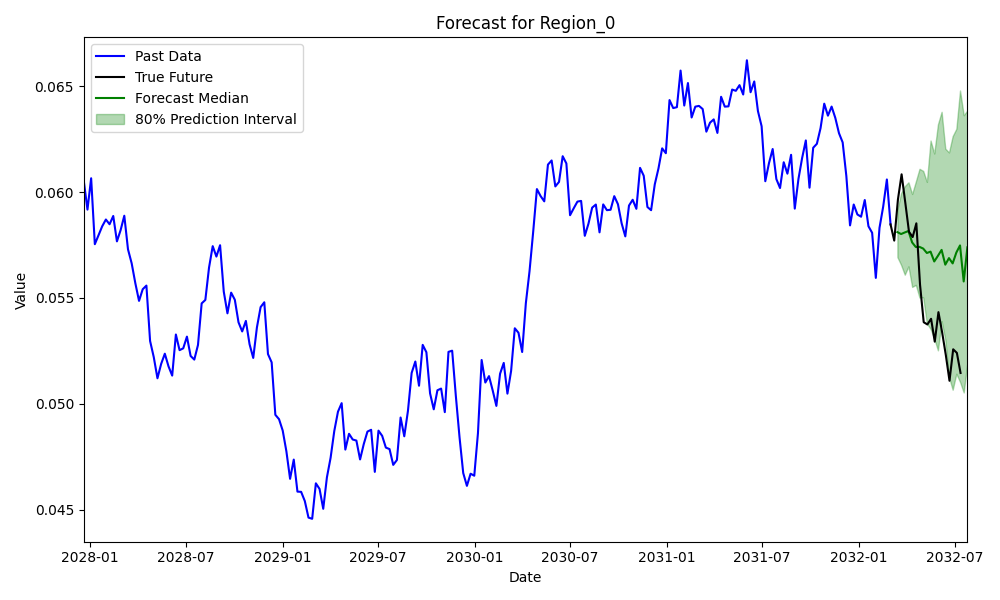 Forecast for Region_0
Past Data
True Future
Forecast Median
80% Prediction Interval
Value
0.065
0.060
0.055
0.050
0.045
2028-01 2028-07 2029-01 2029-07 2030-01 2030-07 2031-01 2031-07 2032-01 2032-07
Date